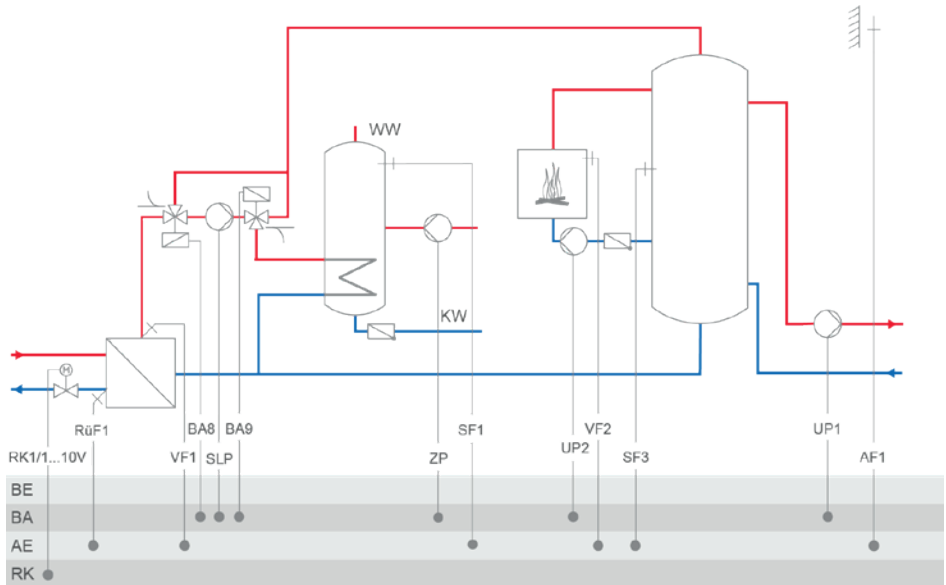 WW
KW
M
RüF1
BA8
BA9
SF1
VF2
UP1
RK1/1...10V
VF1
SLP
ZP
UP2
SF3
AF1
BE
BA
AE
RK